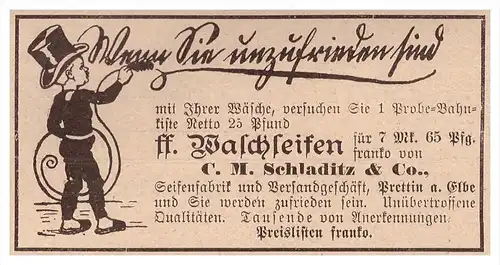 Wenn Sie unzufrieden sind
mit Ihrer Wäsche, versuchen Sie 1 Probe-Bahn-
kiste Netto 25 Pfund
ff. Waschseifen für 7 Mk. 65 Pfg.
franko von
C. M. Schladitz & Co.,
Seifenfabrik und Versandgeschäft, Prettin a. Elbe
und Sie werden zufrieden sein. Unübertroffene
Qualitäten. Tausende von Anerkennungen.
Preislisten franko.